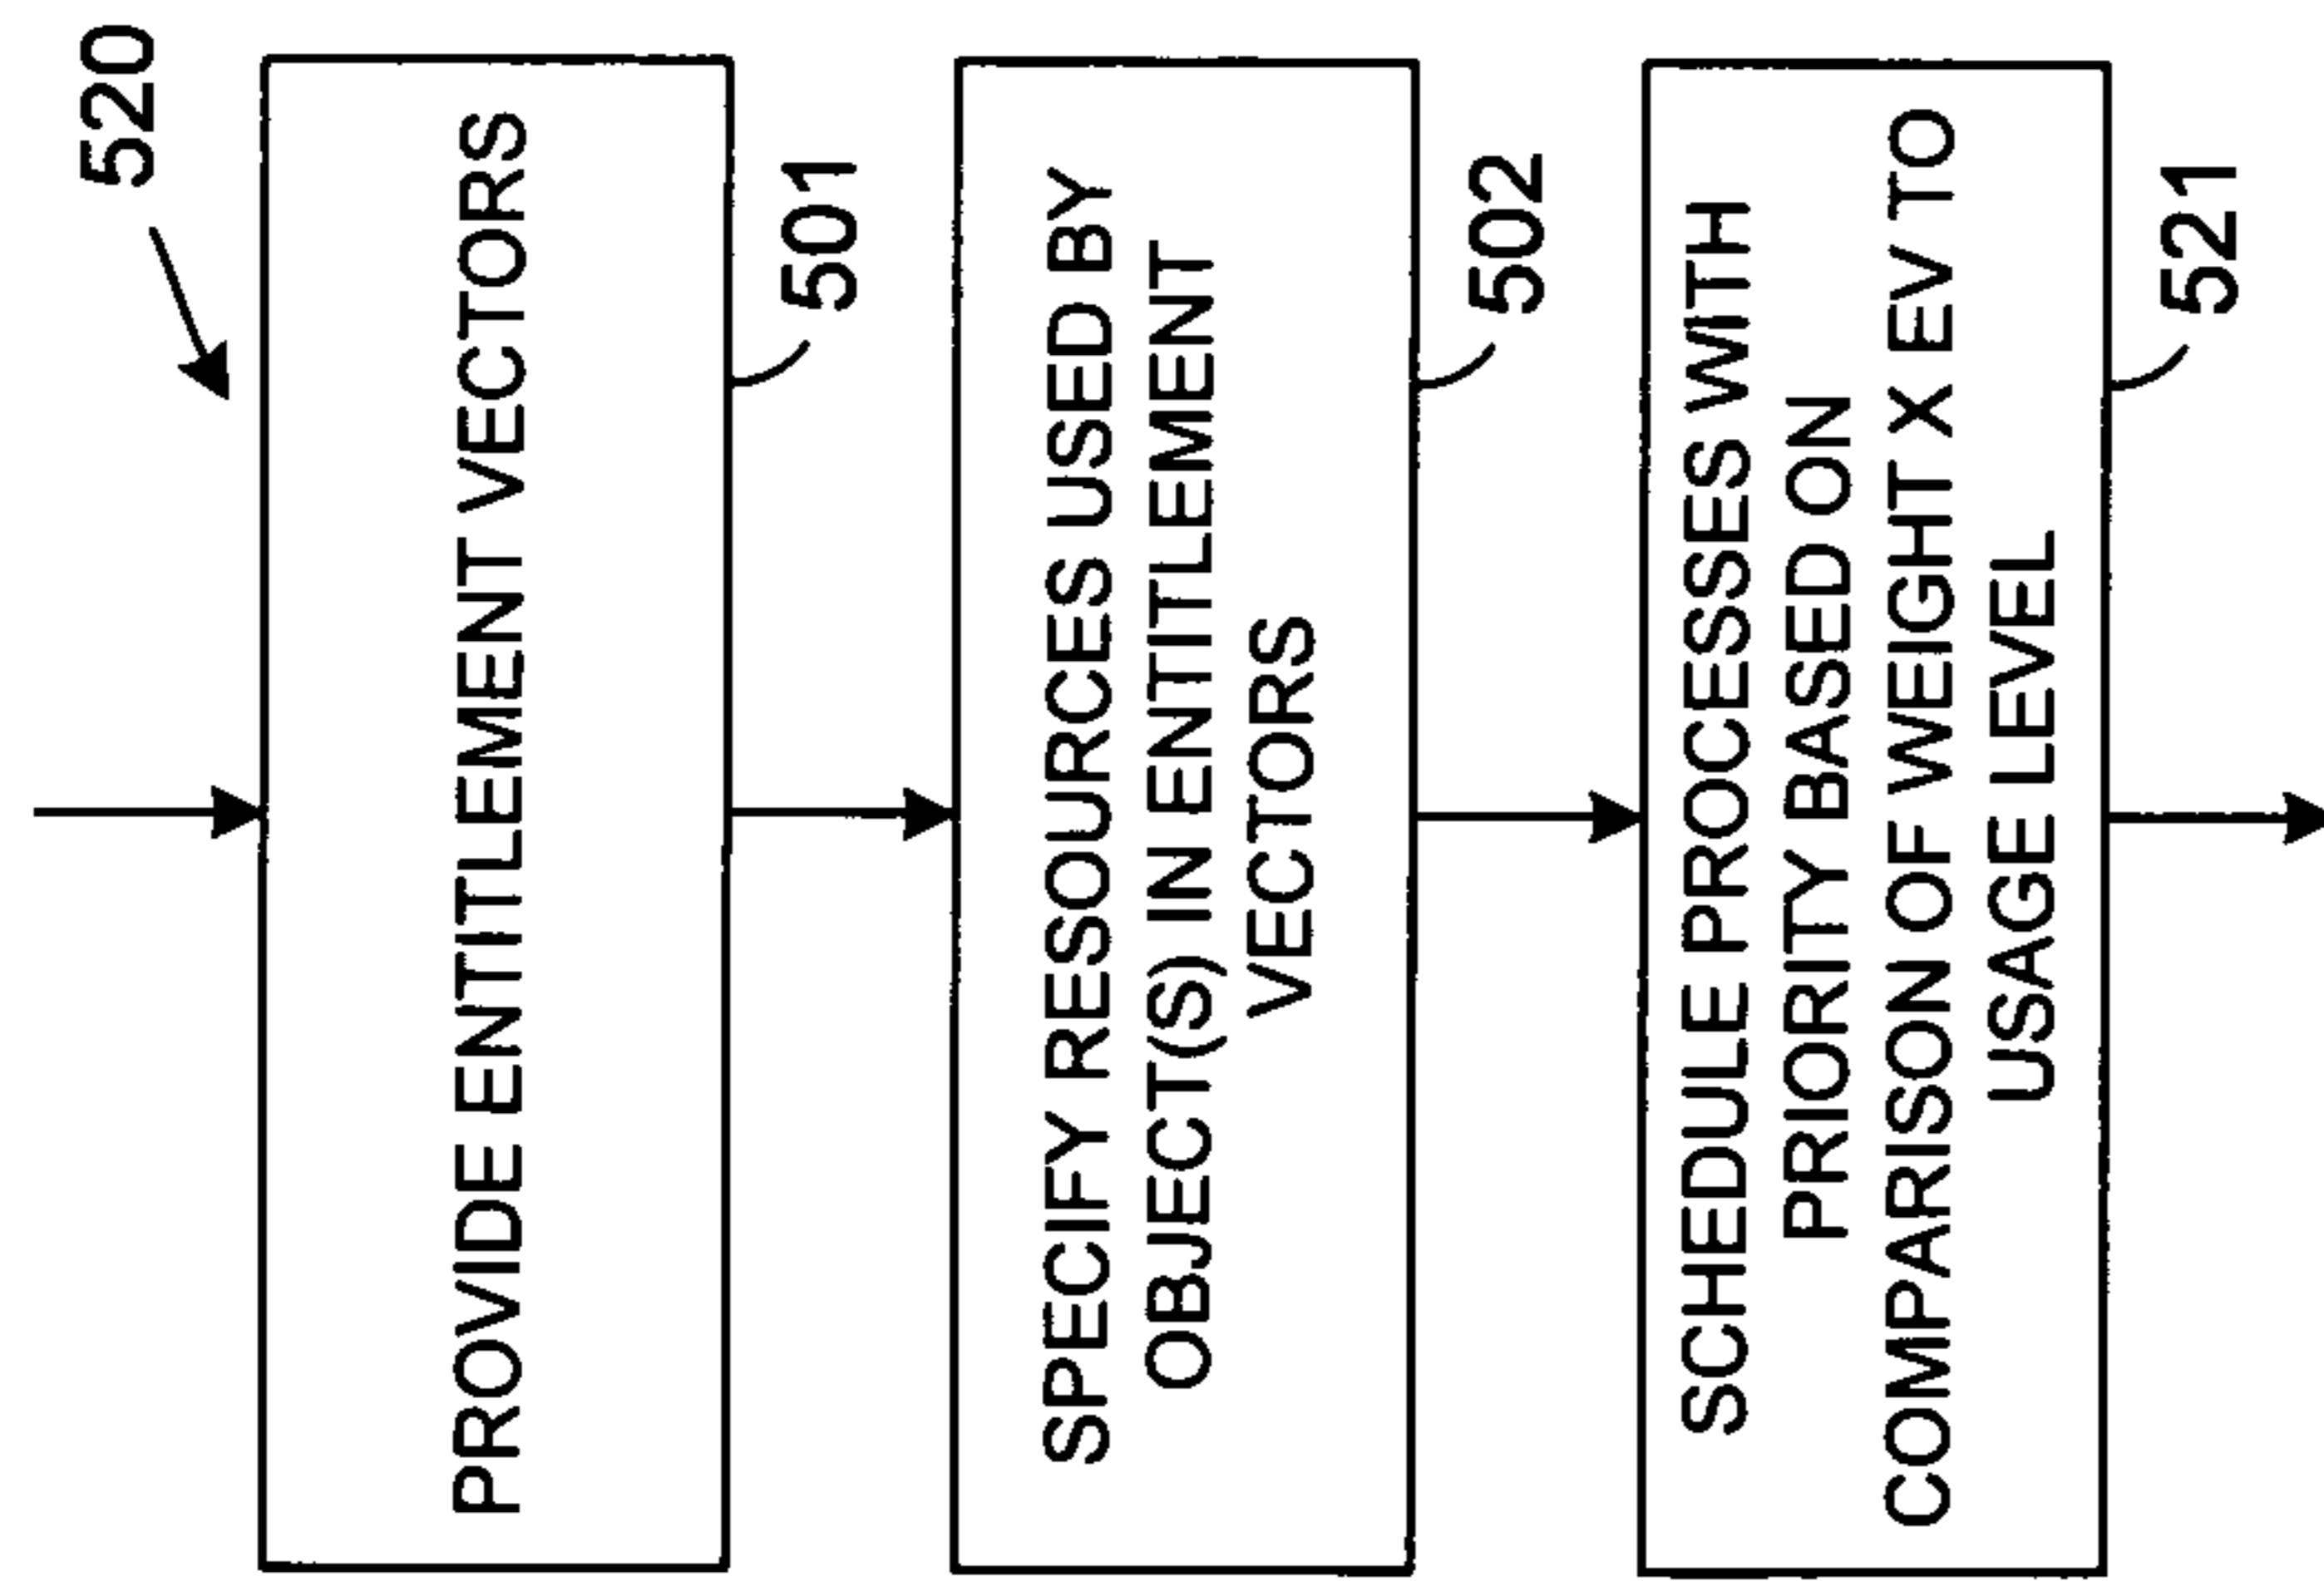 520
PROVIDE ENTITLEMENT VECTORS
501
SPECIFY RESOURCES USED BY
OBJECT(S) IN ENTITLEMENT
VECTORS
502
SCHEDULE PROCESSES WITH
PRIORITY BASED ON
COMPARISON OF WEIGHT X EV TO
USAGE LEVEL
521